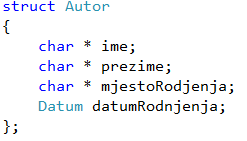 struct Autor
{
char * ime;
char * prezime;
char * mjestoRodjenja;
Datum datumRodnjenja;
};